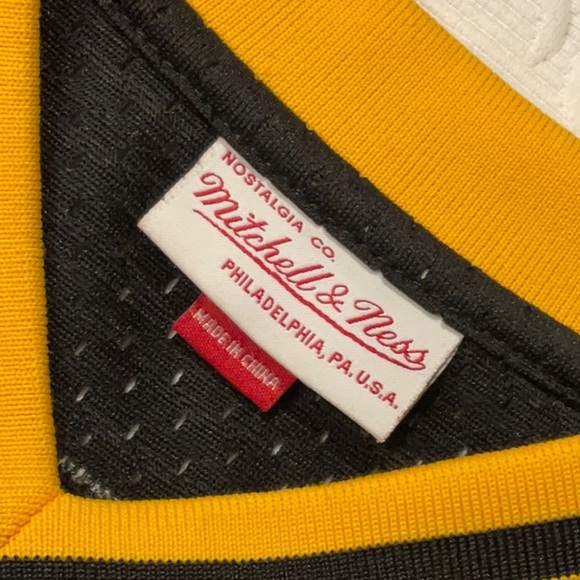 NOSTALGIA CO.
Mitchell & Ness
PHILADELPHIA, PA. U.S.A.
MADE IN CHINA